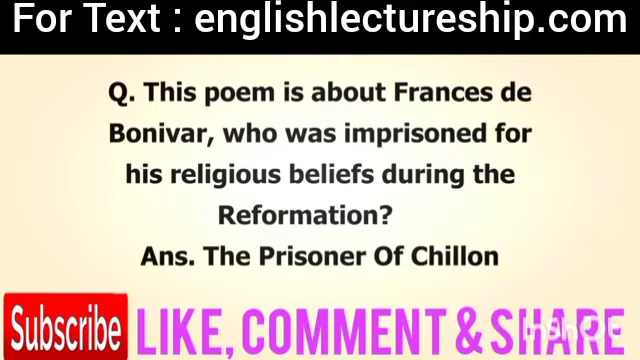 For Text : englishlectureship.com
Q. This poem is about Frances de
Bonivar, who was imprisoned for
his religious beliefs during the
Reformation?
Ans. The Prisoner Of Chillon
Subscribe LIKE, COMMENT & SHARE
InShOt